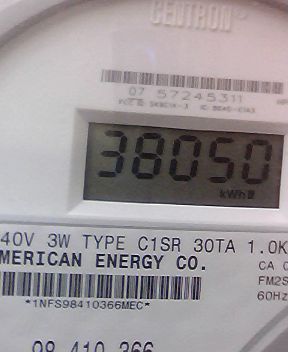 CENTRON
07 57245311
38050
kWh
40V 3W TYPE C1SR 30TA 1.0K
MERICAN ENERGY CO.
CA 0
FM2S
*1NFS98410366MEC*
60Hz
98 410 366